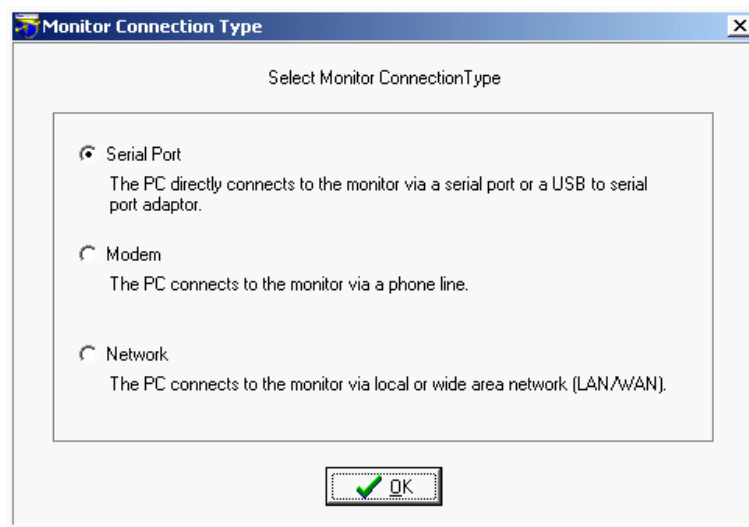 Monitor Connection Type
Select Monitor ConnectionType
Serial Port
The PC directly connects to the monitor via a serial port or a USB to serial
port adaptor.
Modem
The PC connects to the monitor via a phone line.
Network
The PC connects to the monitor via local or wide area network (LAN/WAN).
OK